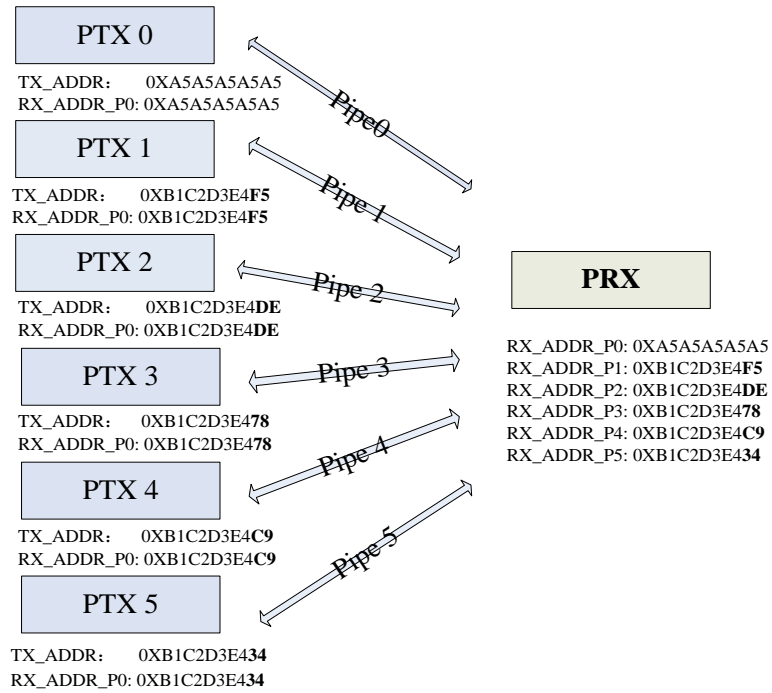 PTX 0
TX_ADDR： 0XA5A5A5A5A5
RX_ADDR_P0: 0XA5A5A5A5A5
Pipe0
PTX 1
TX_ADDR： 0XB1C2D3E4F5
RX_ADDR_P0: 0XB1C2D3E4F5
Pipe 1
PTX 2
TX_ADDR： 0XB1C2D3E4DE
RX_ADDR_P0: 0XB1C2D3E4DE
Pipe 2
PTX 3
TX_ADDR： 0XB1C2D3E478
RX_ADDR_P0: 0XB1C2D3E478
Pipe 3
PTX 4
TX_ADDR： 0XB1C2D3E4C9
RX_ADDR_P0: 0XB1C2D3E4C9
Pipe 4
PTX 5
TX_ADDR： 0XB1C2D3E434
RX_ADDR_P0: 0XB1C2D3E434
Pipe 5
PRX
RX_ADDR_P0: 0XA5A5A5A5A5
RX_ADDR_P1: 0XB1C2D3E4F5
RX_ADDR_P2: 0XB1C2D3E4DE
RX_ADDR_P3: 0XB1C2D3E478
RX_ADDR_P4: 0XB1C2D3E4C9
RX_ADDR_P5: 0XB1C2D3E434